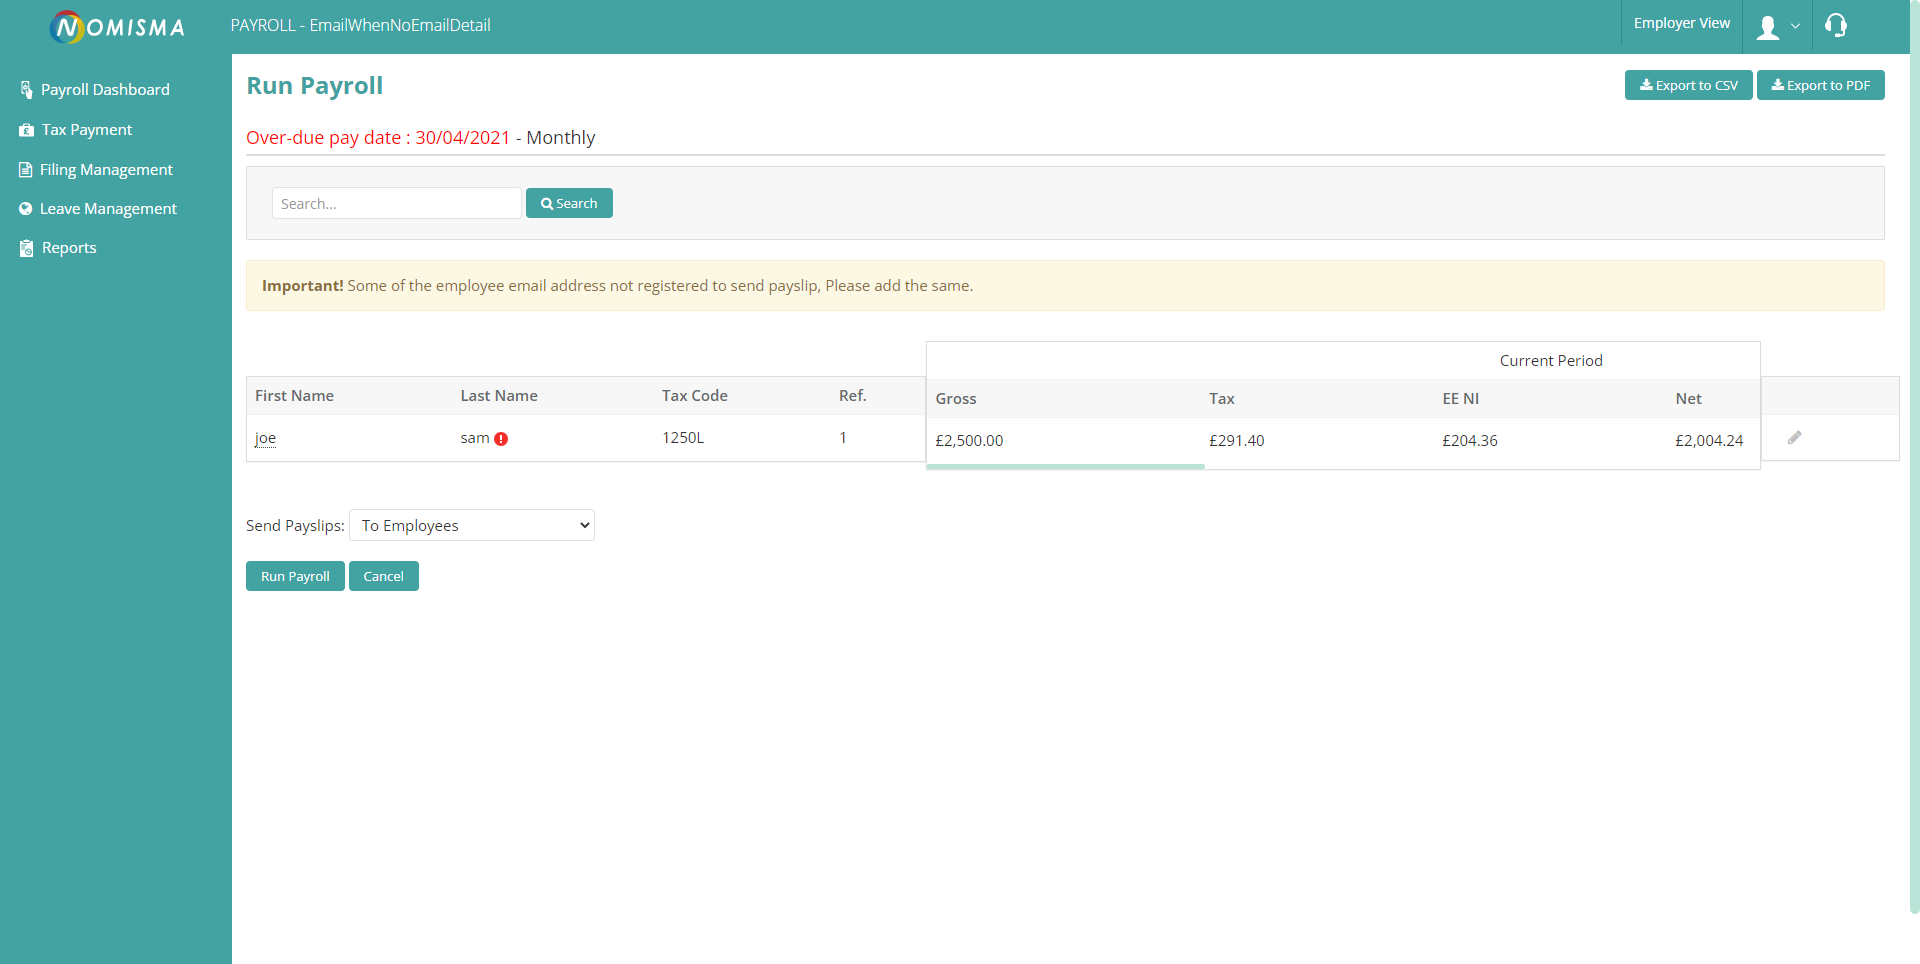 NOMISMA
PAYROLL - EmailWhenNoEmailDetail
Employer View
Payroll Dashboard
Tax Payment
Filing Management
Leave Management
Reports
Run Payroll
Export to CSV
Export to PDF
Over-due pay date : 30/04/2021 - Monthly
Search...
Search
Important! Some of the employee email address not registered to send payslip, Please add the same.
Current Period
First Name Last Name Tax Code Ref. Gross Tax EE NI Net
joe sam 1250L 1 £2,500.00 £291.40 £204.36 £2,004.24
Send Payslips: To Employees
Run Payroll Cancel